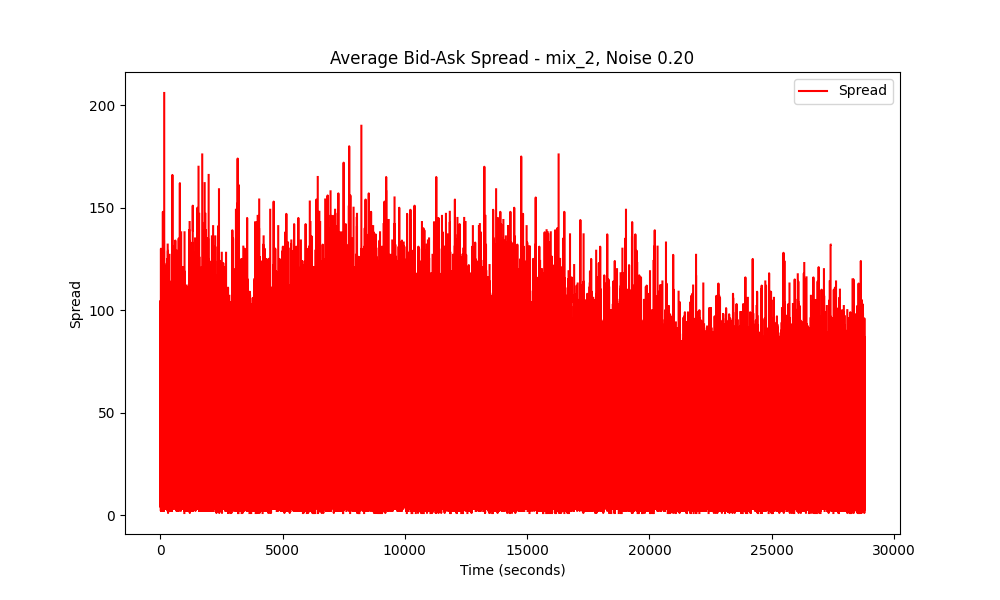 Average Bid-Ask Spread - mix_2, Noise 0.20
Spread
200
150
100
50
0
Spread
0 5000 10000 15000 20000 25000 30000
Time (seconds)